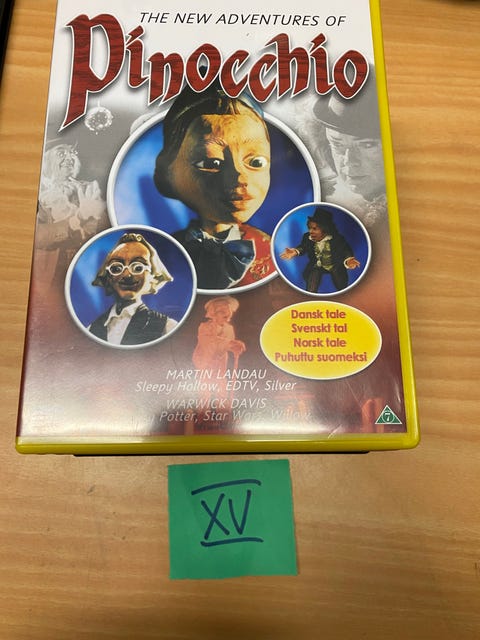 THE NEW ADVENTURES OF
Pinocchio
Dansk tale
Svenskt tal
Norsk tale
Puhuttu suomeksi
MARTIN LANDAU
Sleepy Hollow, EDTV, Silver
WARWICK DAVIS
Potter, Star Wars, Willow
7
XV